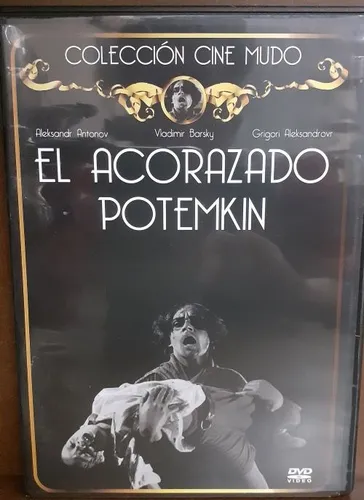 COLECCIÓN CINE MUDO
Aleksandr Antonov Vladimir Barsky Grigori Aleksandrovr
EL ACORAZADO
POTEMKIN
DVD
VIDEO